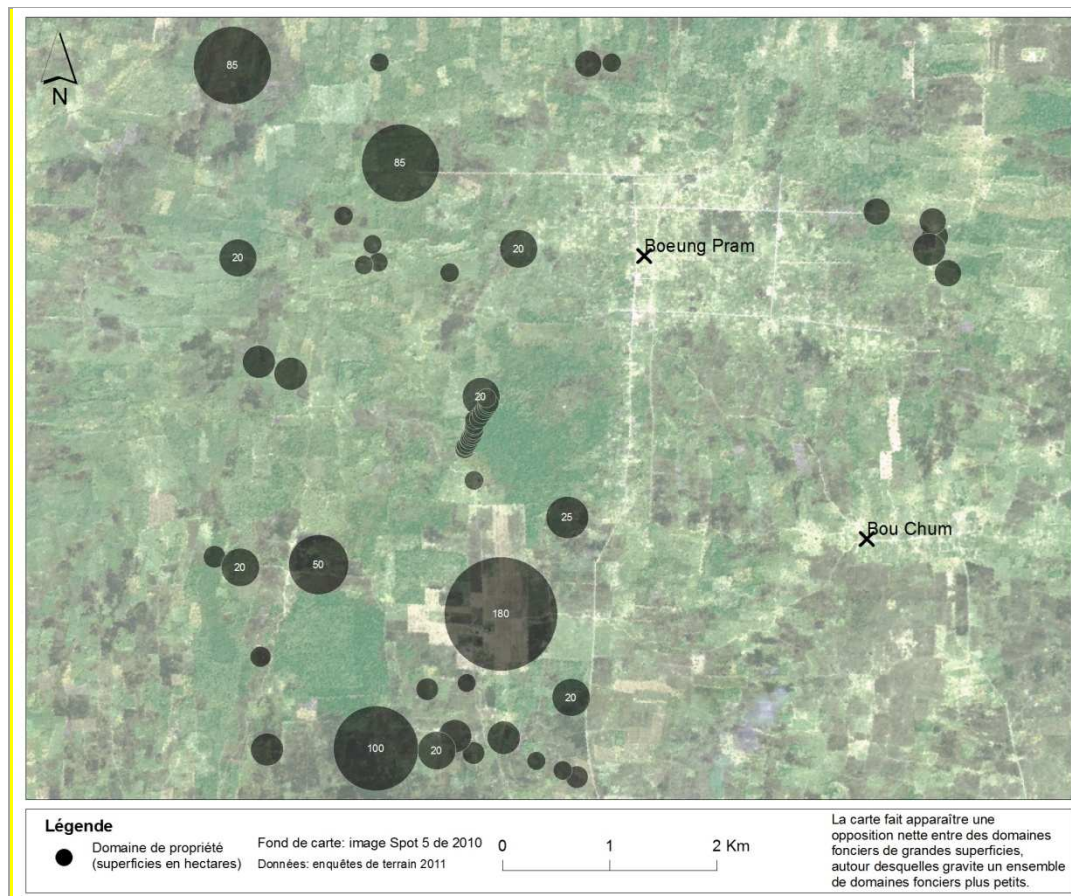 N
85
85
20
20
Boeung Pram
20
25
Bou Chum
20
50
180
20
100
20
Légende
Domaine de propriété
(superficies en hectares)
Fond de carte: image Spot 5 de 2010
Données: enquêtes de terrain 2011
0 1 2 Km
La carte fait apparaître une
opposition nette entre des domaines
fonciers de grandes superficies,
autour desquelles gravite un ensemble
de domaines fonciers plus petits.